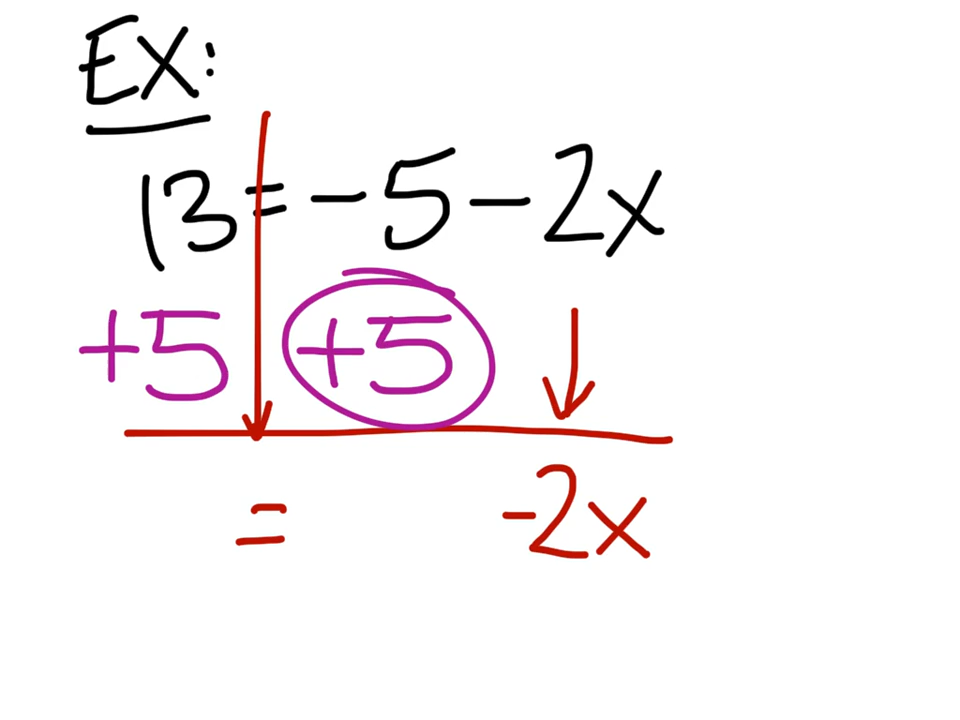 EX:
13 = -5 - 2x
+5 +5
= -2x